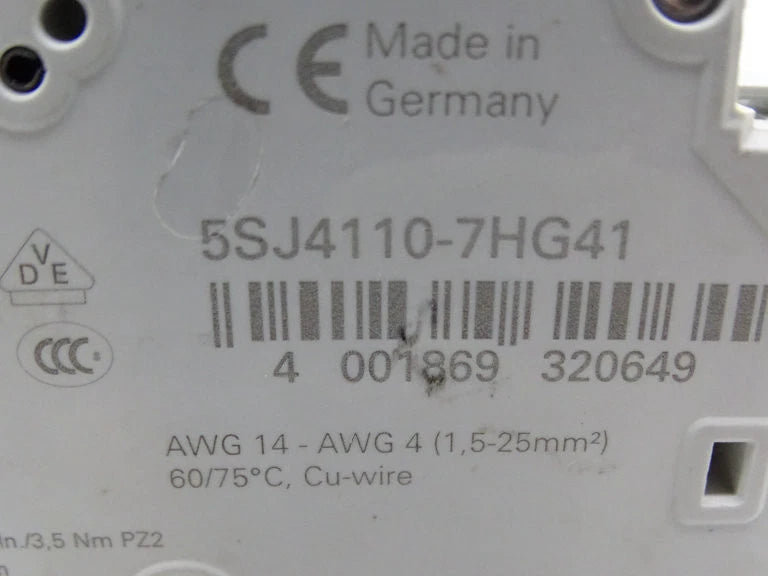 CE Made in
Germany
5SJ4110-7HG41
VDE
CCC
4 001869 320649
AWG 14 - AWG 4 (1,5-25mm²)
60/75°C, Cu-wire
In./3,5 Nm PZ2